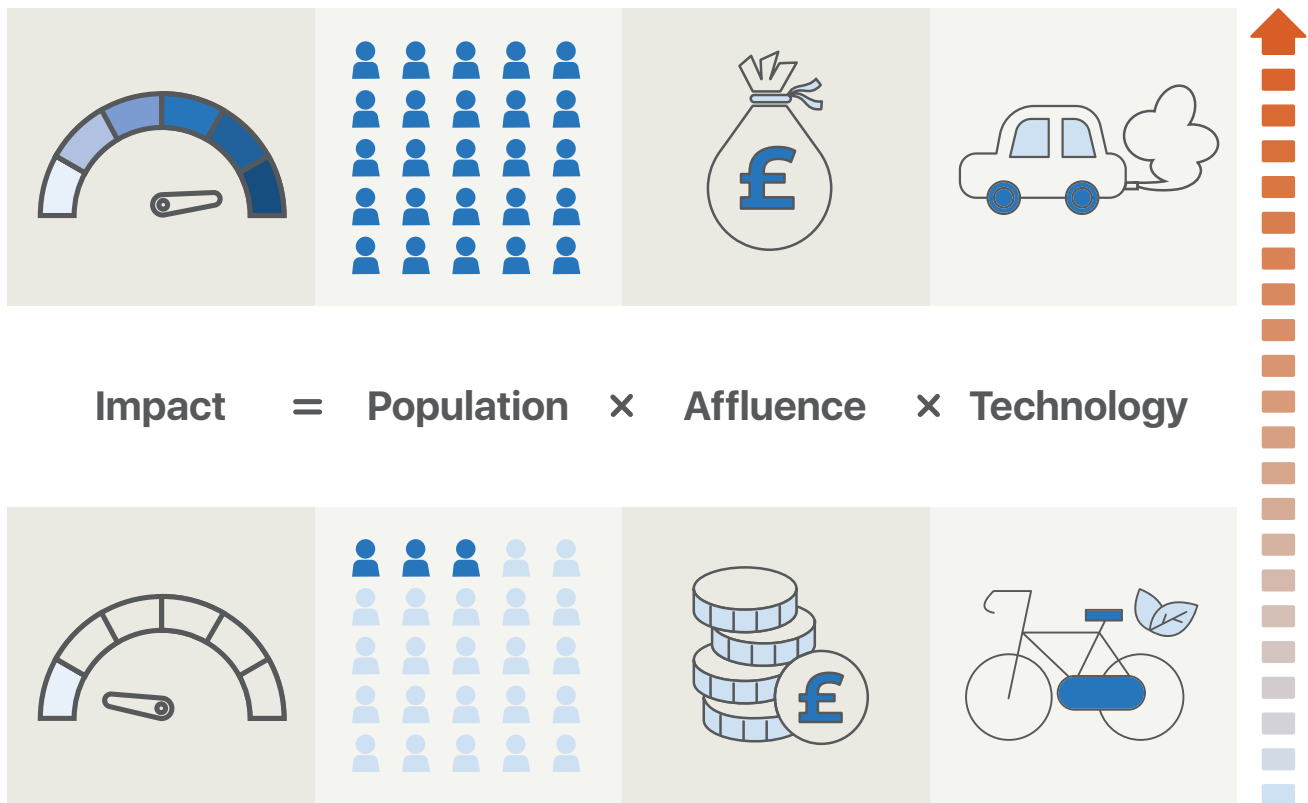 £
Impact = Population × Affluence × Technology
£